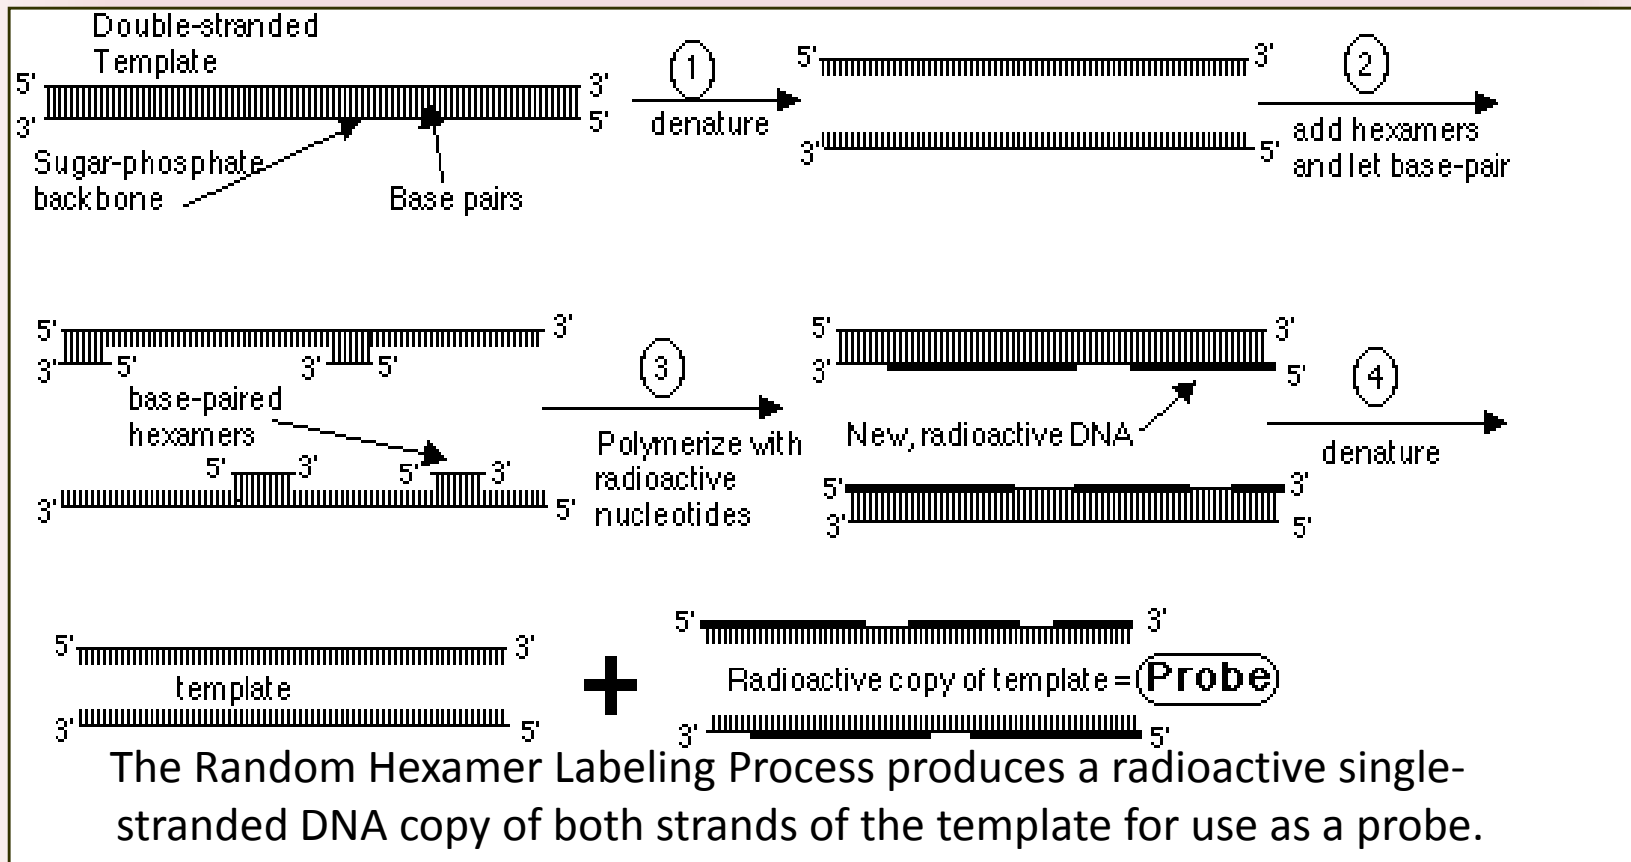 Double-stranded
Template
5'
3'
3'
5'
Sugar-phosphate
backbone
Base pairs
1
denature
5'
3'
3'
5'
2
add hexamers
and let base-pair
5'
3'
3'
5'
3'
5'
base-paired
hexamers
5'
3'
5'
3'
3'
5'
3
Polymerize with
radioactive
nucleotides
5'
3'
3'
5'
New, radioactive DNA
5'
3'
3'
5'
4
denature
5'
3'
template
3'
5'
+
5'
3'
Radioactive copy of template = Probe
3'
5'
The Random Hexamer Labeling Process produces a radioactive single-
stranded DNA copy of both strands of the template for use as a probe.